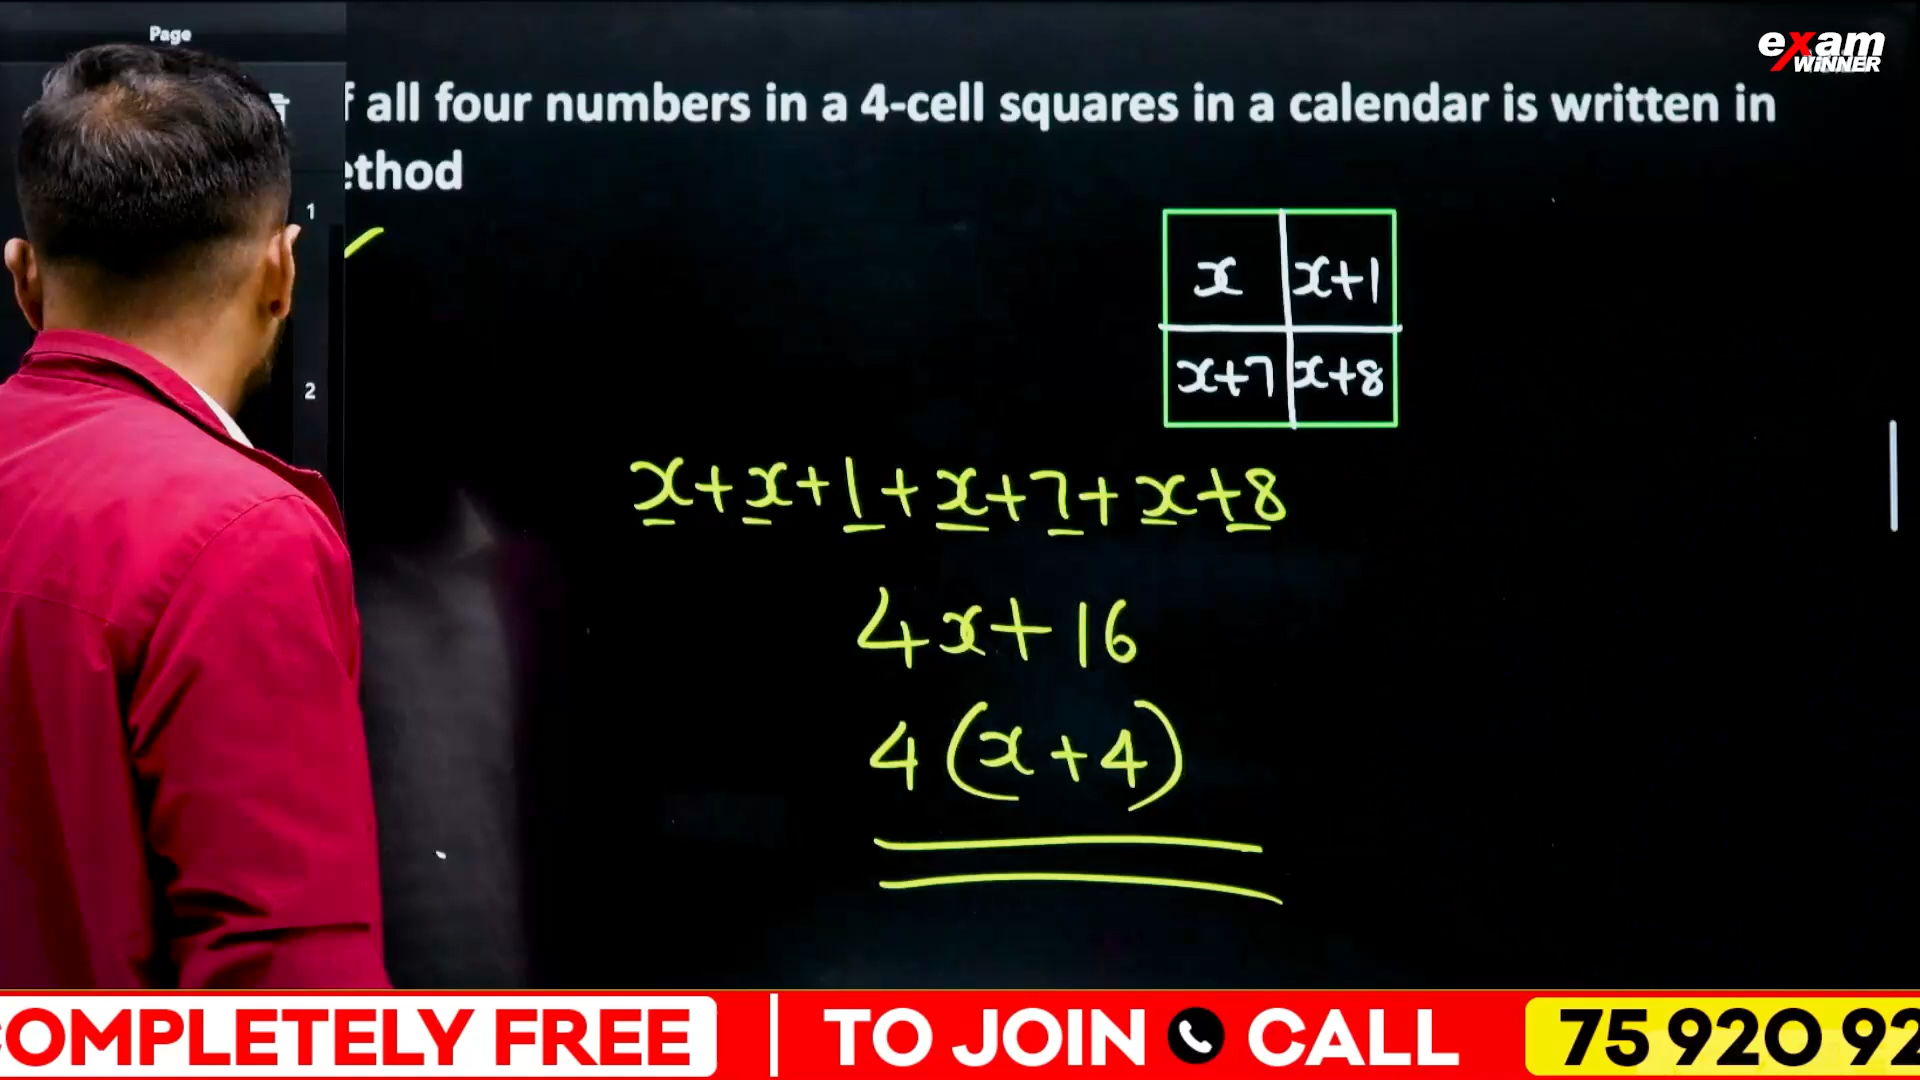 Page
exam
WINNER
f all four numbers in a 4-cell squares in a calendar is written in
ethod
1
2
x x+1
x+7 x+8
x+x+1+x+7+x+8
4x+16
4(x+4)
OMPLETELY FREE TO JOIN CALL 75 920 92